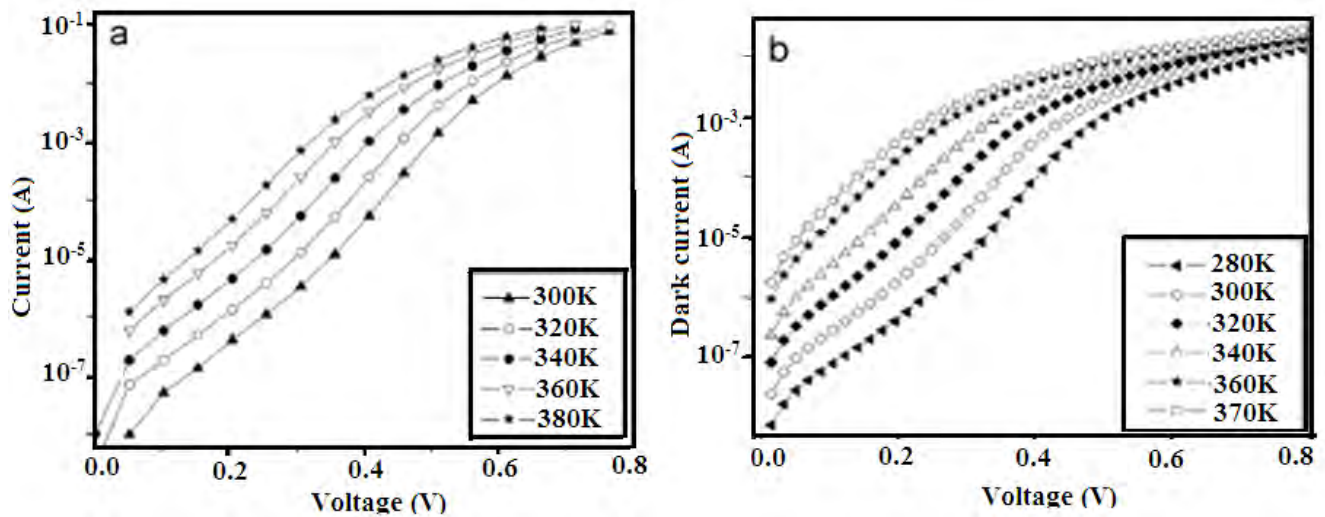 a
10-1
10-3
10-5
10-7
Current (A)
0.0 0.2 0.4 0.6 0.8
Voltage (V)
300K
320K
340K
360K
380K
b
10-3
10-5
10-7
Dark current (A)
0.0 0.2 0.4 0.6 0.8
Voltage (V)
280K
300K
320K
340K
360K
370K